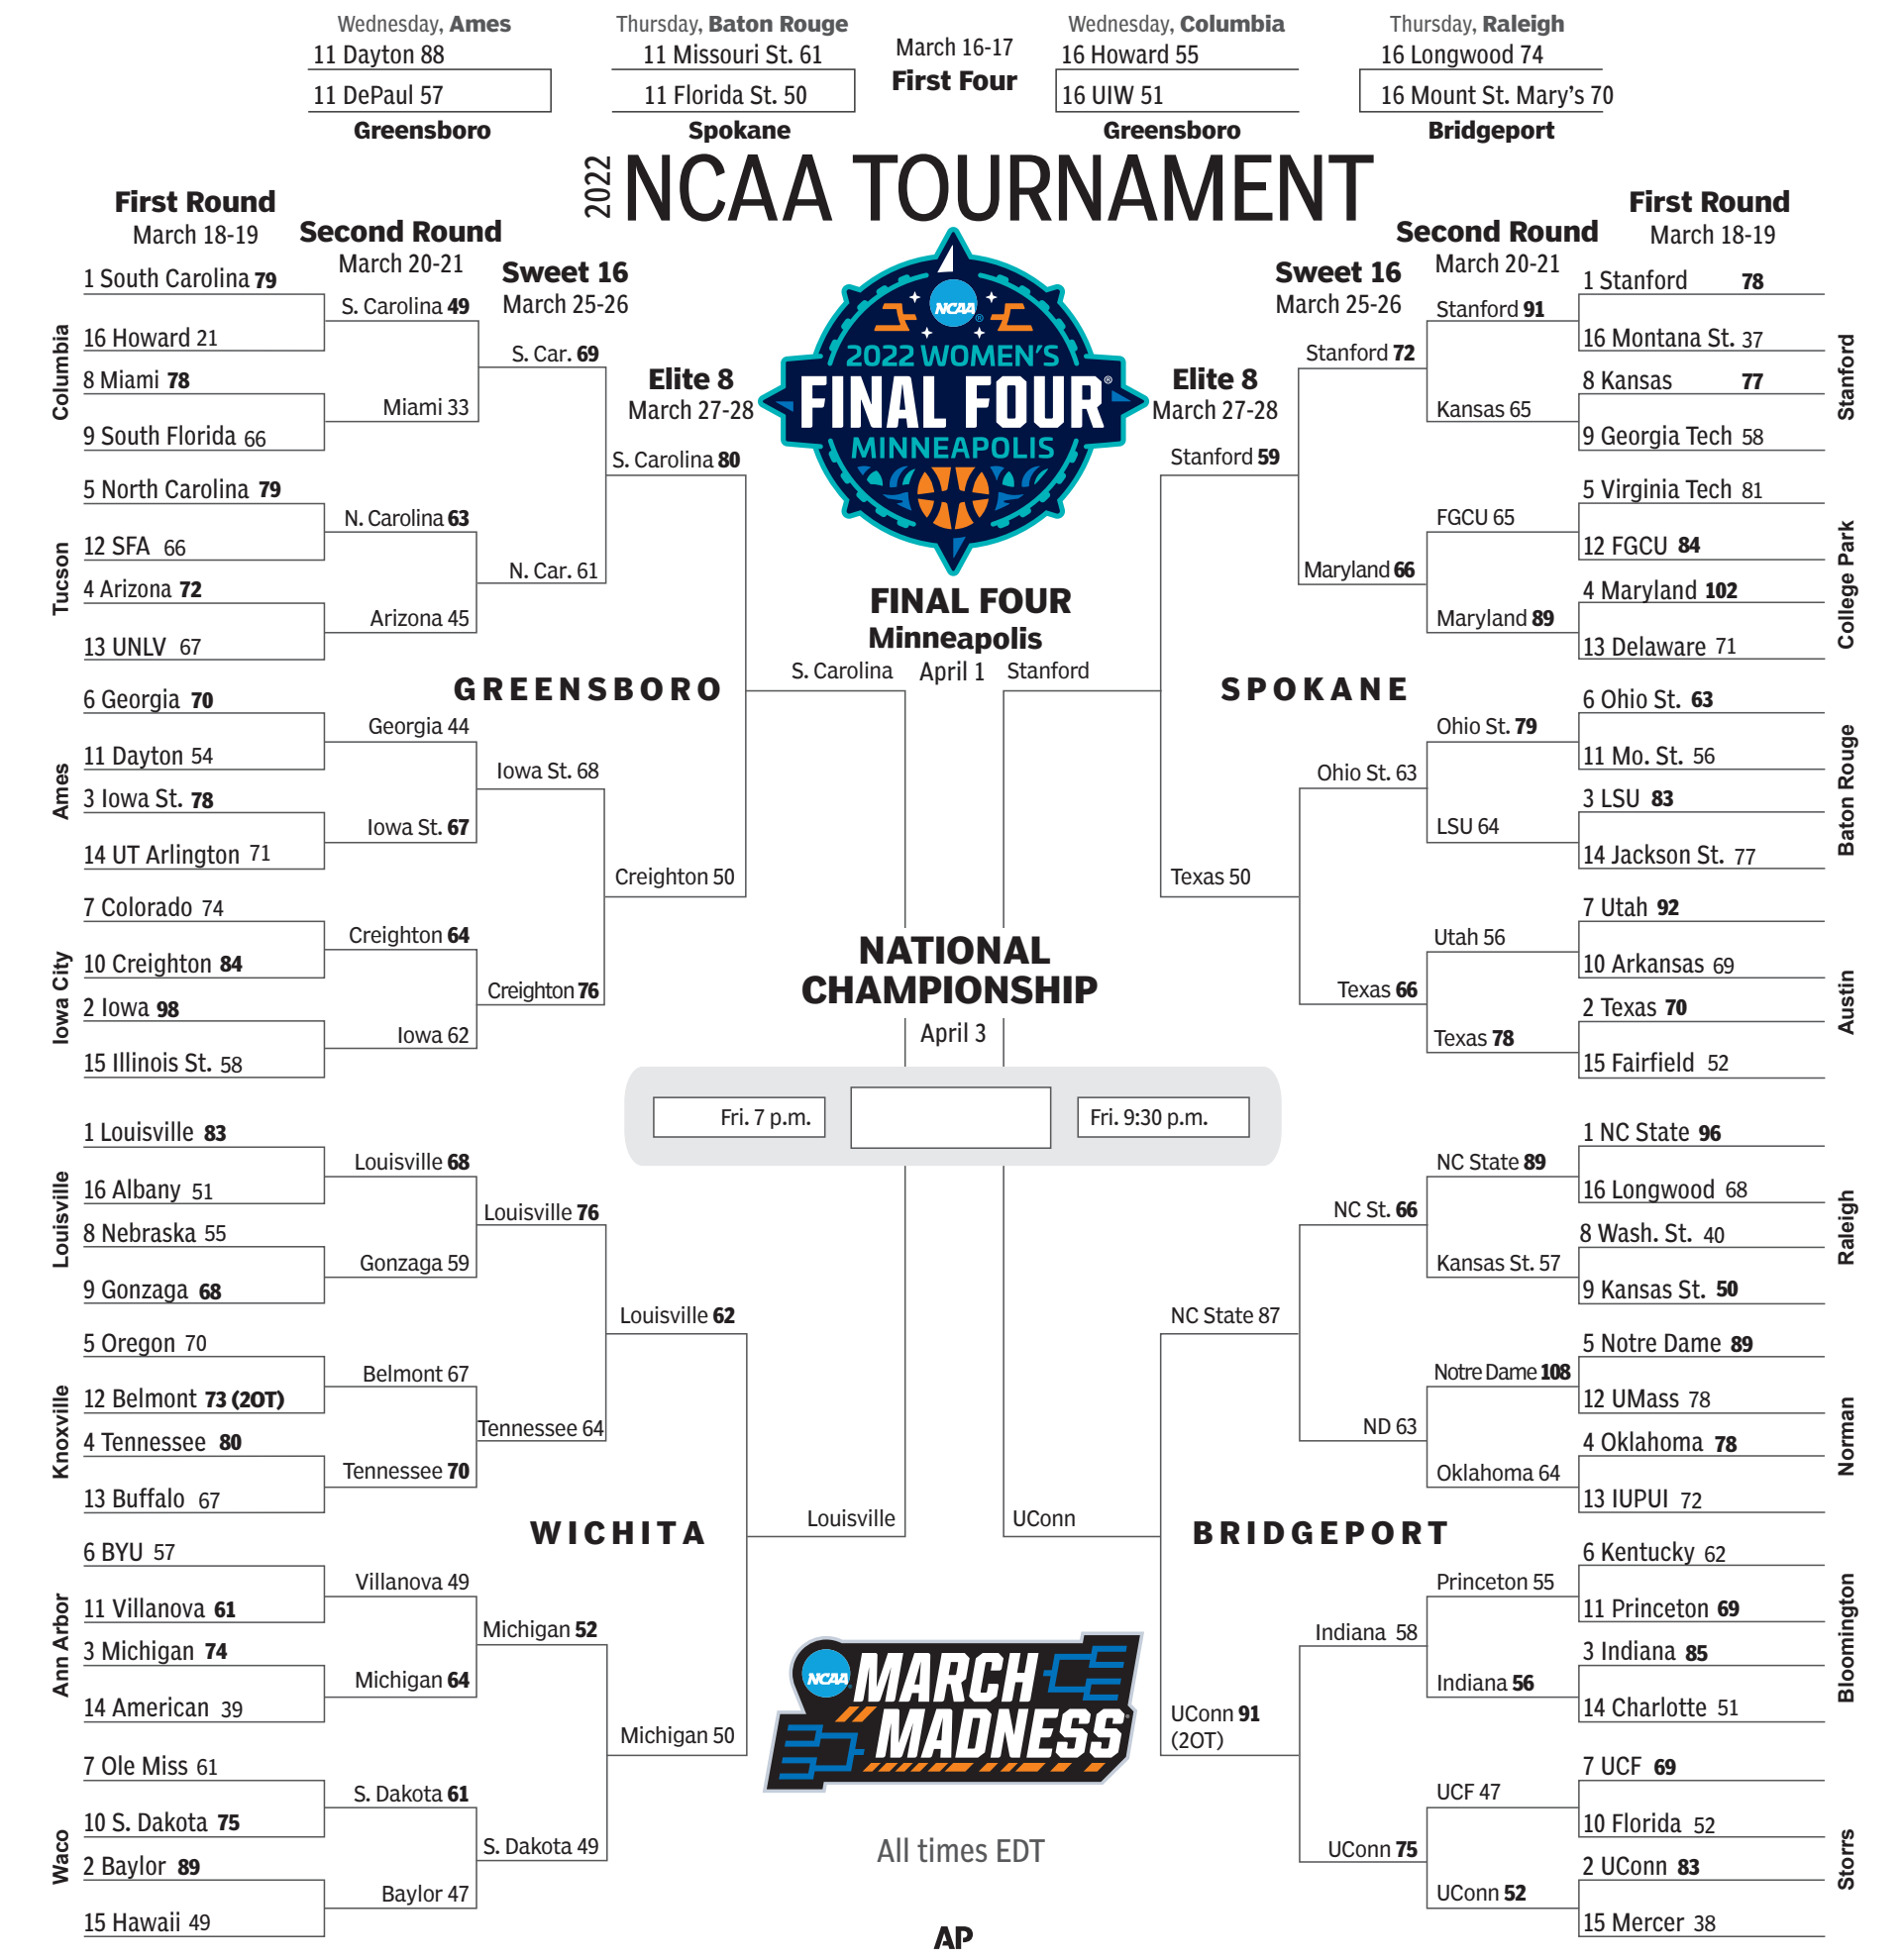 Wednesday, Ames
11 Dayton 88
11 DePaul 57
Greensboro
Thursday, Baton Rouge
11 Missouri St. 61
11 Florida St. 50
Spokane
March 16-17
First Four
Wednesday, Columbia
16 Howard 55
16 UIW 51
Greensboro
Thursday, Raleigh
16 Longwood 74
16 Mount St. Mary's 70
Bridgeport
2022 NCAA TOURNAMENT
First Round
March 18-19
Second Round
March 20-21
Sweet 16
March 25-26
Elite 8
March 27-28
NCAA®
2022 WOMEN'S
FINAL FOUR®
MINNEAPOLIS
Elite 8
March 27-28
Sweet 16
March 25-26
Second Round
March 20-21
First Round
March 18-19
Columbia
1 South Carolina 79
16 Howard 21
8 Miami 78
9 South Florida 66
Tucson
5 North Carolina 79
12 SFA 66
4 Arizona 72
13 UNLV 67
Ames
6 Georgia 70
11 Dayton 54
3 Iowa St. 78
14 UT Arlington 71
Iowa City
7 Colorado 74
10 Creighton 84
2 Iowa 98
15 Illinois St. 58
S. Carolina 49
Miami 33
N. Carolina 63
Arizona 45
Georgia 44
Iowa St. 67
Creighton 64
Iowa 62
S. Car. 69
N. Car. 61
Iowa St. 68
Creighton 76
S. Carolina 80
Creighton 50
GREENSBORO
S. Carolina
FINAL FOUR
Minneapolis
April 1
Stanford
SPOKANE
Stanford 59
Texas 50
Stanford 72
Maryland 66
Ohio St. 63
Texas 66
Stanford 91
Kansas 65
FGCU 65
Maryland 89
Ohio St. 79
LSU 64
Utah 56
Texas 78
1 Stanford 78
16 Montana St. 37
8 Kansas 77
9 Georgia Tech 58
Stanford
5 Virginia Tech 81
12 FGCU 84
4 Maryland 102
13 Delaware 71
College Park
6 Ohio St. 63
11 Mo. St. 56
3 LSU 83
14 Jackson St. 77
Baton Rouge
7 Utah 92
10 Arkansas 69
2 Texas 70
15 Fairfield 52
Austin
NATIONAL
CHAMPIONSHIP
April 3
Fri. 7 p.m.
Fri. 9:30 p.m.
Louisville
1 Louisville 83
16 Albany 51
8 Nebraska 55
9 Gonzaga 68
Knoxville
5 Oregon 70
12 Belmont 73 (2OT)
4 Tennessee 80
13 Buffalo 67
Ann Arbor
6 BYU 57
11 Villanova 61
3 Michigan 74
14 American 39
Waco
7 Ole Miss 61
10 S. Dakota 75
2 Baylor 89
15 Hawaii 49
Louisville 68
Gonzaga 59
Belmont 67
Tennessee 70
Villanova 49
Michigan 64
S. Dakota 61
Baylor 47
Louisville 76
Tennessee 64
Michigan 52
S. Dakota 49
Louisville 62
Michigan 50
WICHITA
Louisville
UConn
BRIDGEPORT
NC State 87
UConn 91
(2OT)
NC St. 66
ND 63
Indiana 58
UConn 75
NC State 89
Kansas St. 57
Notre Dame 108
Oklahoma 64
Princeton 55
Indiana 56
UCF 47
UConn 52
1 NC State 96
16 Longwood 68
8 Wash. St. 40
9 Kansas St. 50
Raleigh
5 Notre Dame 89
12 UMass 78
4 Oklahoma 78
13 IUPUI 72
Norman
6 Kentucky 62
11 Princeton 69
3 Indiana 85
14 Charlotte 51
Bloomington
7 UCF 69
10 Florida 52
2 UConn 83
15 Mercer 38
Storrs
NCAA
MARCH
MADNESS
All times EDT
AP